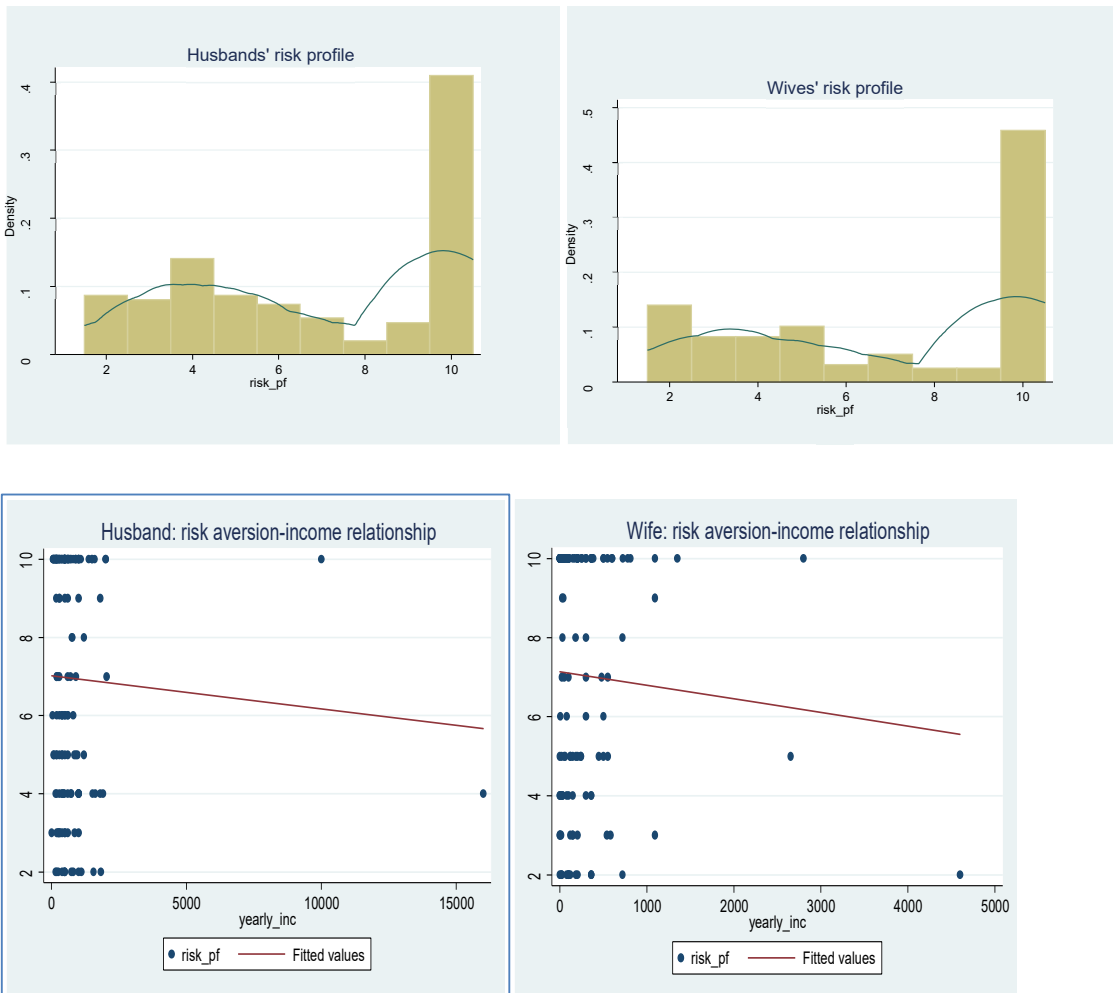 Husbands' risk profile
Density
0 .1 .2 .3 .4
2 4 6 8 10
risk_pf
Wives' risk profile
Density
0 .1 .2 .3 .4 .5
2 4 6 8 10
risk_pf
Husband: risk aversion-income relationship
2 4 6 8 10
0 5000 10000 15000
yearly_inc
risk_pf Fitted values
Wife: risk aversion-income relationship
2 4 6 8 10
0 1000 2000 3000 4000 5000
yearly_inc
risk_pf Fitted values